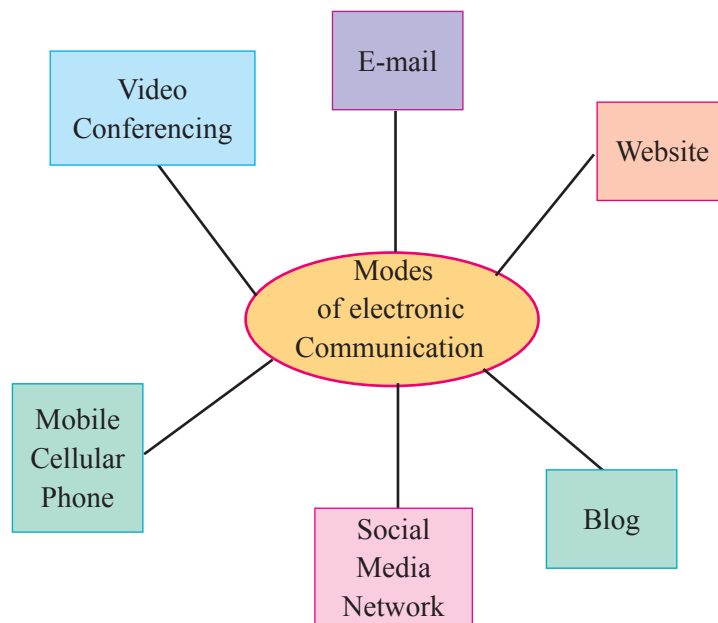 E-mail
Video
Conferencing
Website
Modes
of electronic
Communication
Mobile
Cellular
Phone
Blog
Social
Media
Network